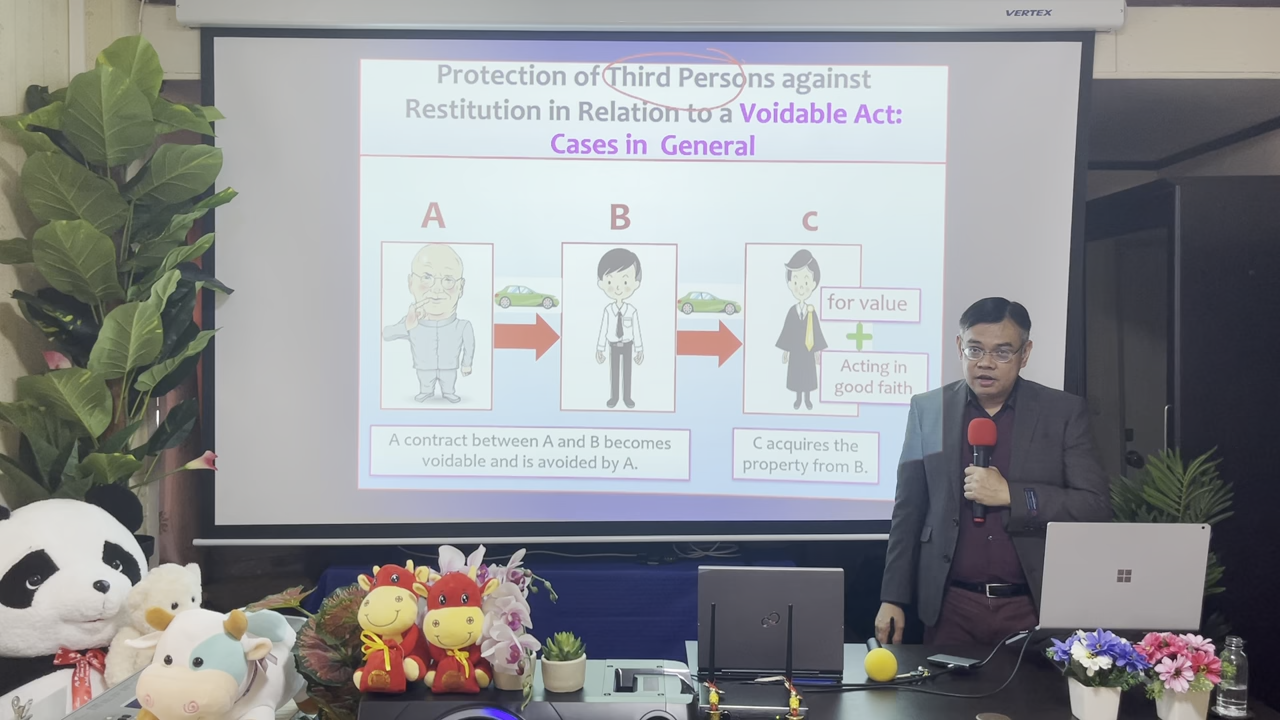 VERTEX
Protection of Third Persons against
Restitution in Relation to a Voidable Act:
Cases in General
A
B
c
for value
Acting in
good faith
A contract between A and B becomes
voidable and is avoided by A.
C acquires the
property from B.